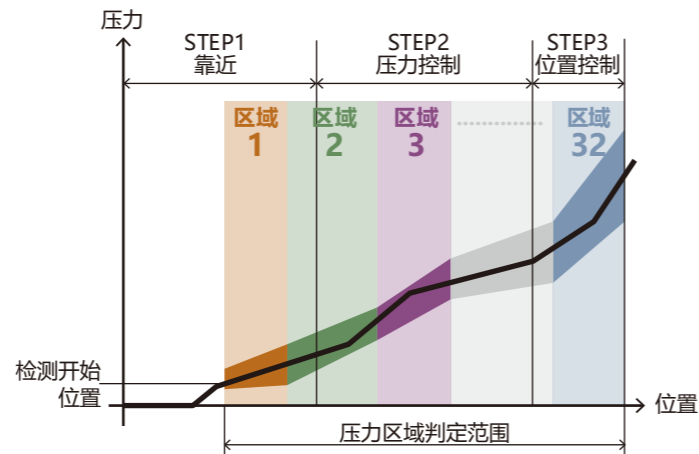 压力
STEP1
靠近
STEP2
压力控制
STEP3
位置控制
区域
1
区域
2
区域
3
区域
32
检测开始
位置
位置
压力区域判定范围